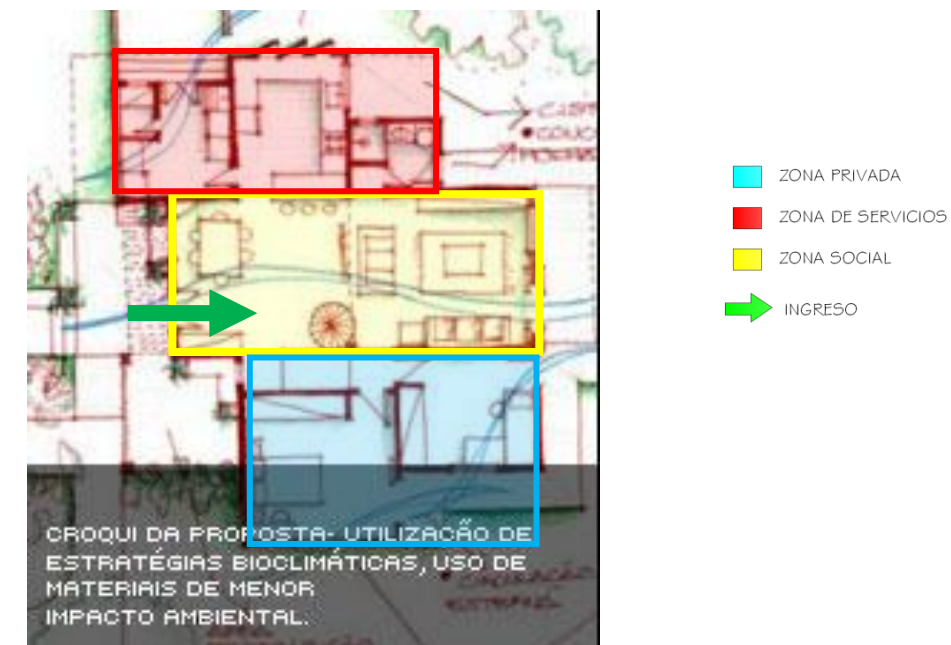 ZONA PRIVADA
ZONA DE SERVICIOS
ZONA SOCIAL
INGRESO
CROQUI DA PROPOSTA- UTILIZACÃO DE
ESTRATÉGIAS BIOCLIMÁTICAS, USO DE
MATERIAIS DE MENOR
IMPACTO AMBIENTAL.